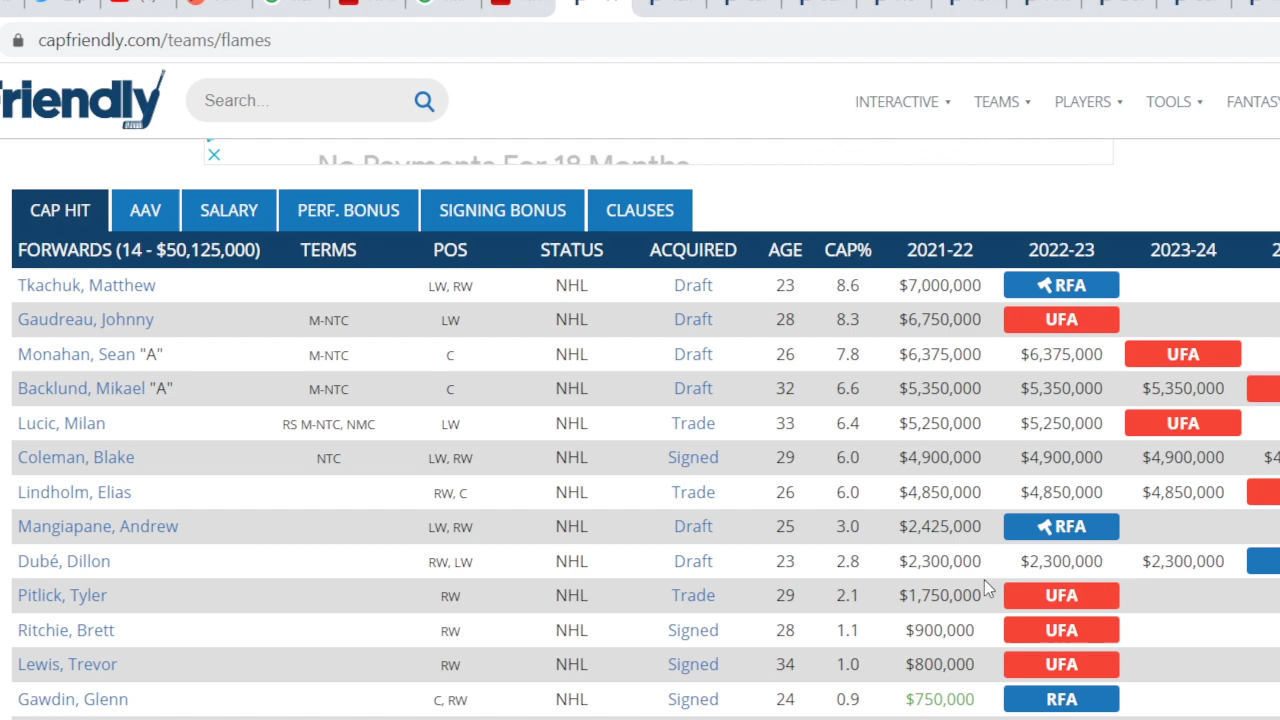 capfriendly.com/teams/flames
friendly Search... INTERACTIVE TEAMS PLAYERS TOOLS FANTASY
No Payments For 18 Months
CAP HIT AAV SALARY PERF. BONUS SIGNING BONUS CLAUSES
FORWARDS (14 - $50,125,000) TERMS POS STATUS ACQUIRED AGE CAP% 2021-22 2022-23 2023-24 2
Tkachuk, Matthew LW, RW NHL Draft 23 8.6 $7,000,000 RFA
Gaudreau, Johnny M-NTC LW NHL Draft 28 8.3 $6,750,000 UFA
Monahan, Sean "A" M-NTC C NHL Draft 26 7.8 $6,375,000 $6,375,000 UFA
Backlund, Mikael "A" M-NTC C NHL Draft 32 6.6 $5,350,000 $5,350,000 $5,350,000
Lucic, Milan RS M-NTC, NMC LW NHL Trade 33 6.4 $5,250,000 $5,250,000 UFA
Coleman, Blake NTC LW, RW NHL Signed 29 6.0 $4,900,000 $4,900,000 $4,900,000 $4
Lindholm, Elias RW, C NHL Trade 26 6.0 $4,850,000 $4,850,000 $4,850,000
Mangiapane, Andrew LW, RW NHL Draft 25 3.0 $2,425,000 RFA
Dubé, Dillon RW, LW NHL Draft 23 2.8 $2,300,000 $2,300,000 $2,300,000
Pitlick, Tyler RW NHL Trade 29 2.1 $1,750,000 UFA
Ritchie, Brett RW NHL Signed 28 1.1 $900,000 UFA
Lewis, Trevor RW NHL Signed 34 1.0 $800,000 UFA
Gawdin, Glenn C, RW NHL Signed 24 0.9 $750,000 RFA